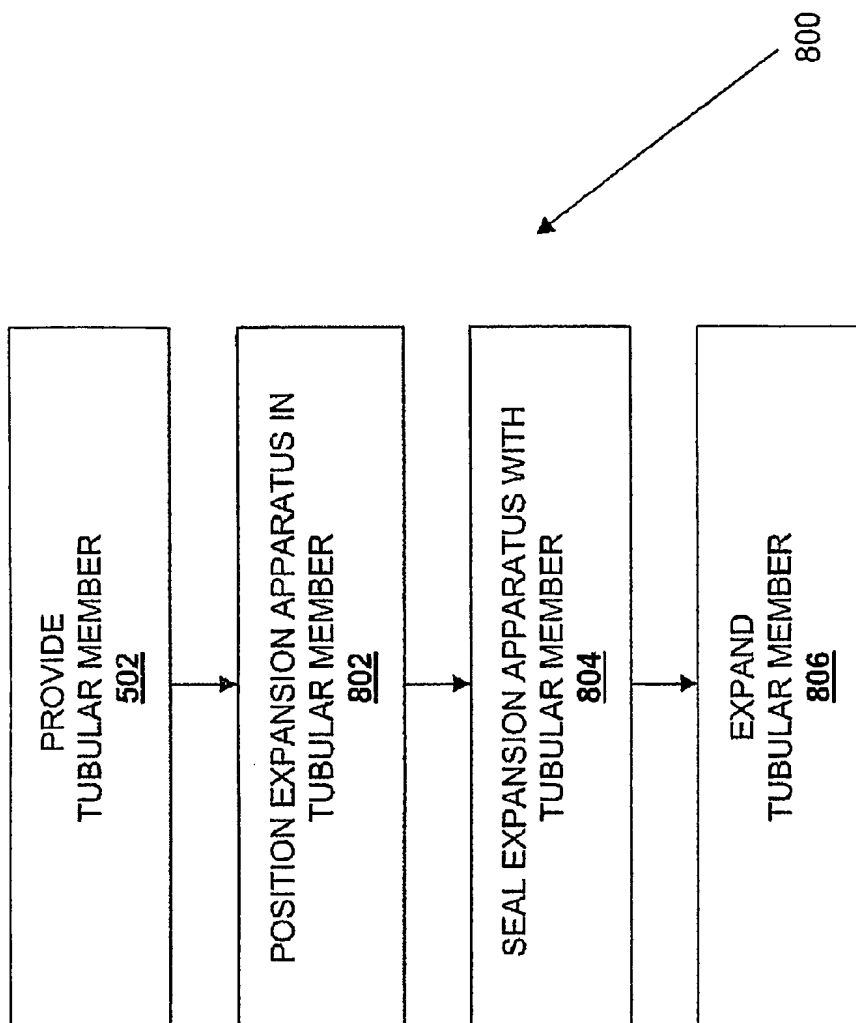 PROVIDE
TUBULAR MEMBER
502
POSITION EXPANSION APPARATUS IN
TUBULAR MEMBER
802
SEAL EXPANSION APPARATUS WITH
TUBULAR MEMBER
804
EXPAND
TUBULAR MEMBER
806
800